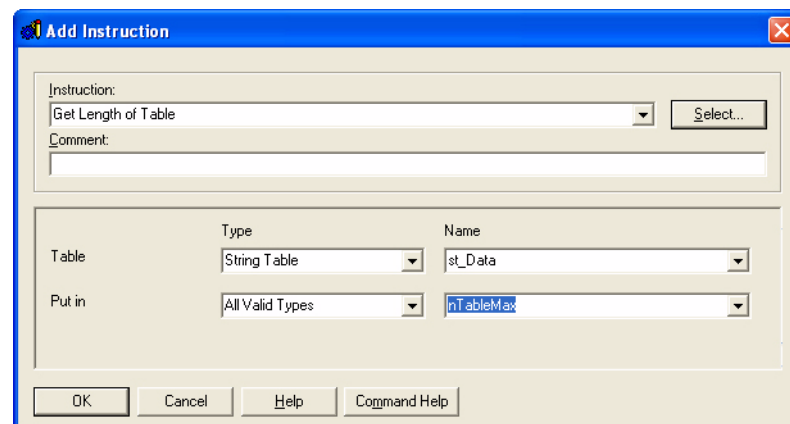 Add Instruction
Instruction:
Get Length of Table
Select...
Comment:
Type Name
Table String Table st_Data
Put in All Valid Types nTableMax
OK Cancel Help Command Help